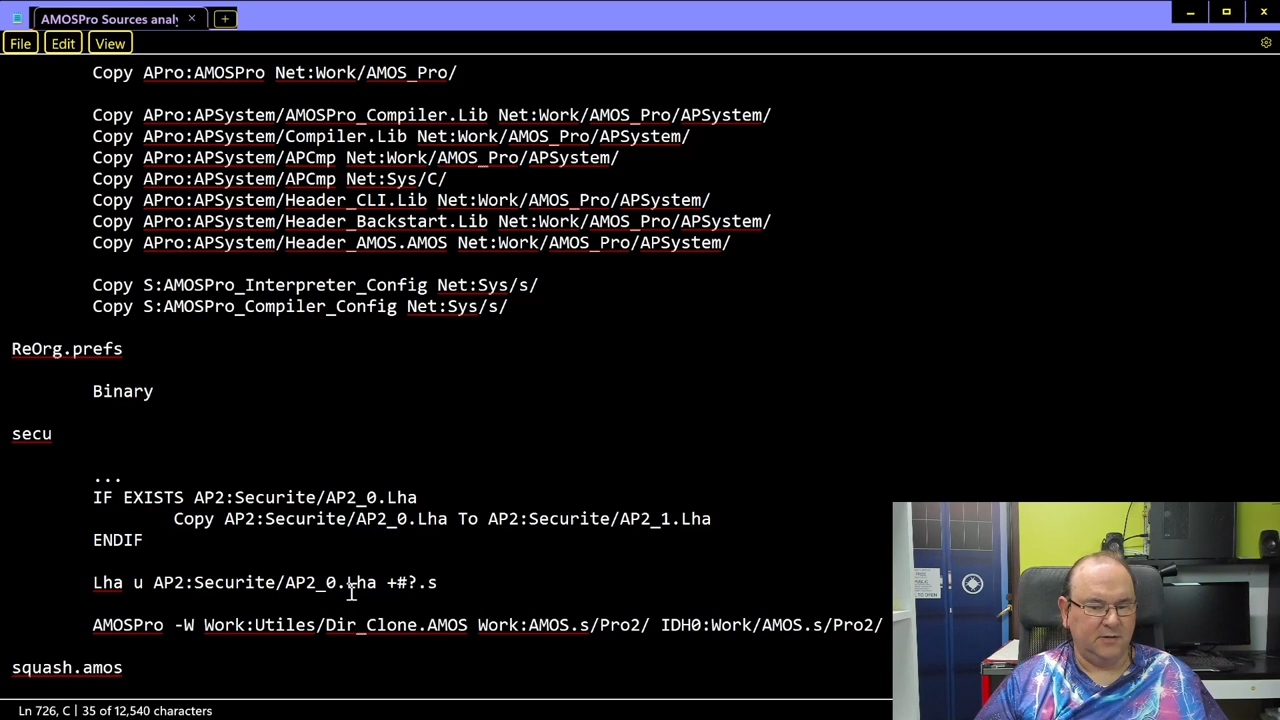 AMOSPro Sources analy
File Edit View
Copy APro:AMOSPro Net:Work/AMOS_Pro/
Copy APro:APSystem/AMOSPro_Compiler.Lib Net:Work/AMOS_Pro/APSystem/
Copy APro:APSystem/Compiler.Lib Net:Work/AMOS_Pro/APSystem/
Copy APro:APSystem/APCmp Net:Work/AMOS_Pro/APSystem/
Copy APro:APSystem/APCmp Net:Sys/C/
Copy APro:APSystem/Header_CLI.Lib Net:Work/AMOS_Pro/APSystem/
Copy APro:APSystem/Header_Backstart.Lib Net:Work/AMOS_Pro/APSystem/
Copy APro:APSystem/Header_AMOS.AMOS Net:Work/AMOS_Pro/APSystem/
Copy S:AMOSPro_Interpreter_Config Net:Sys/s/
Copy S:AMOSPro_Compiler_Config Net:Sys/s/
ReOrg.prefs
Binary
secu
...
IF EXISTS AP2:Securite/AP2_0.Lha
Copy AP2:Securite/AP2_0.Lha To AP2:Securite/AP2_1.Lha
ENDIF
Lha u AP2:Securite/AP2_0.Lha +#?.s
AMOSPro -W Work:Utiles/Dir_Clone.AMOS Work:AMOS.s/Pro2/ IDH0:Work/AMOS.s/Pro2/
squash.amos
Ln 726, C | 35 of 12,540 characters